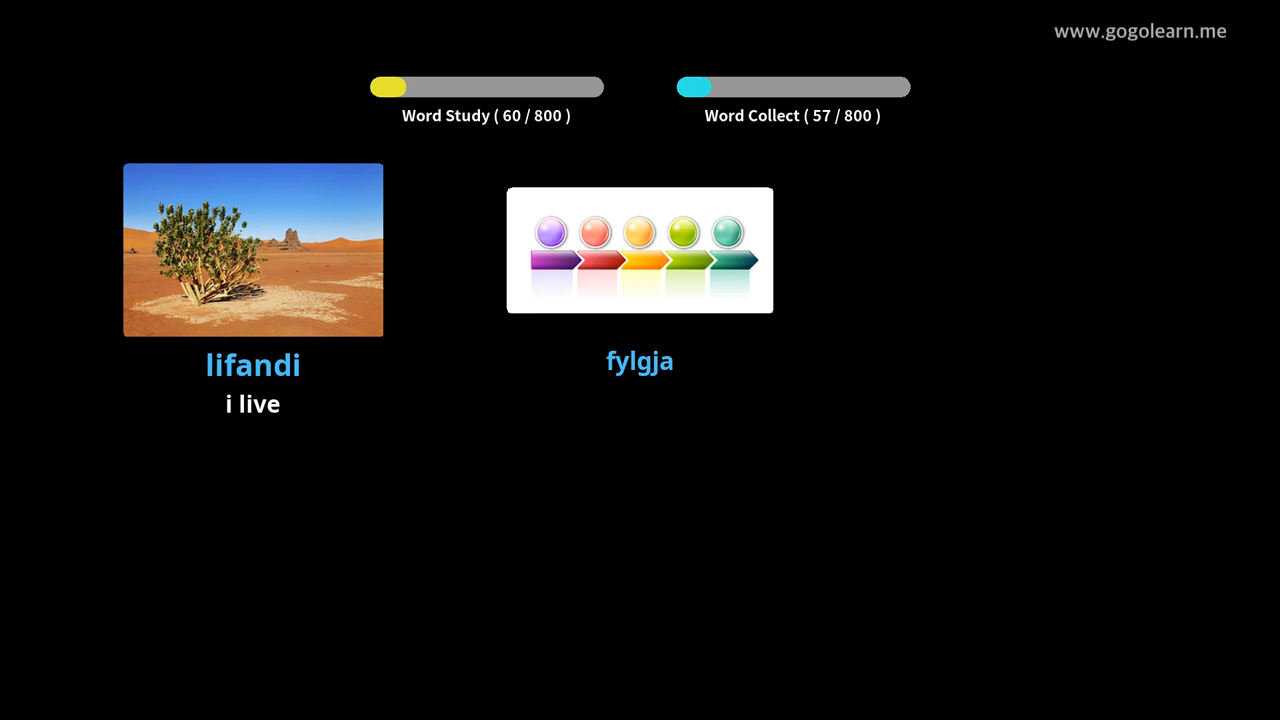 www.gogolearn.me
Word Study ( 60 / 800 )
Word Collect ( 57 / 800 )
lifandi
i live
fylgja